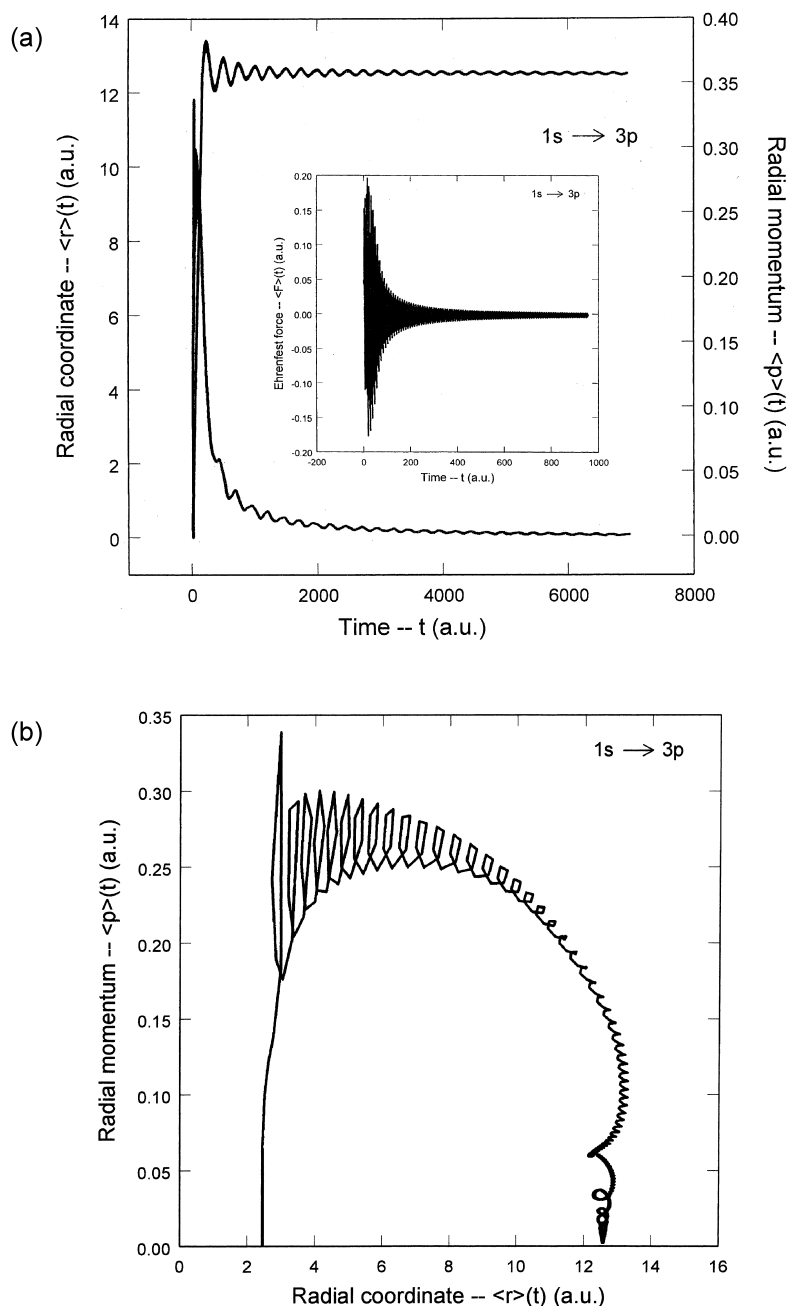 (a)
14
12
10
8
6
4
2
0
Radial coordinate -- <r>(t) (a.u.)
0.40
0.35
0.30
0.25
0.20
0.15
0.10
0.05
0.00
Radial momentum -- <p>(t) (a.u.)
1s → 3p
0.20
0.15
0.10
0.05
0.00
-0.05
-0.10
-0.15
-0.20
Ehrenfest force -- <F>(t) (a.u.)
1s → 3p
-200 0 200 400 600 800 1000
Time -- t (a.u.)
0 2000 4000 6000 8000
Time -- t (a.u.)
(b)
0.35
0.30
0.25
0.20
0.15
0.10
0.05
0.00
Radial momentum -- <p>(t) (a.u.)
1s → 3p
0 2 4 6 8 10 12 14 16
Radial coordinate -- <r>(t) (a.u.)